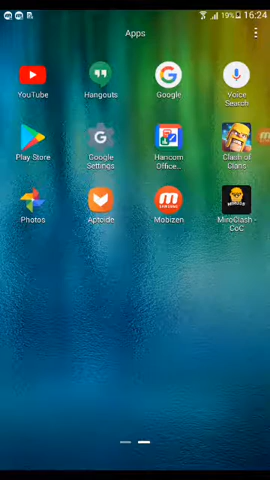 19% 16:24
Apps
YouTube
Hangouts
Google
Voice
Search
Play Store
Google
Settings
Hancom
Office...
Clash of
Clans
Photos
Aptoide
Mobizen
MiroClash -
CoC